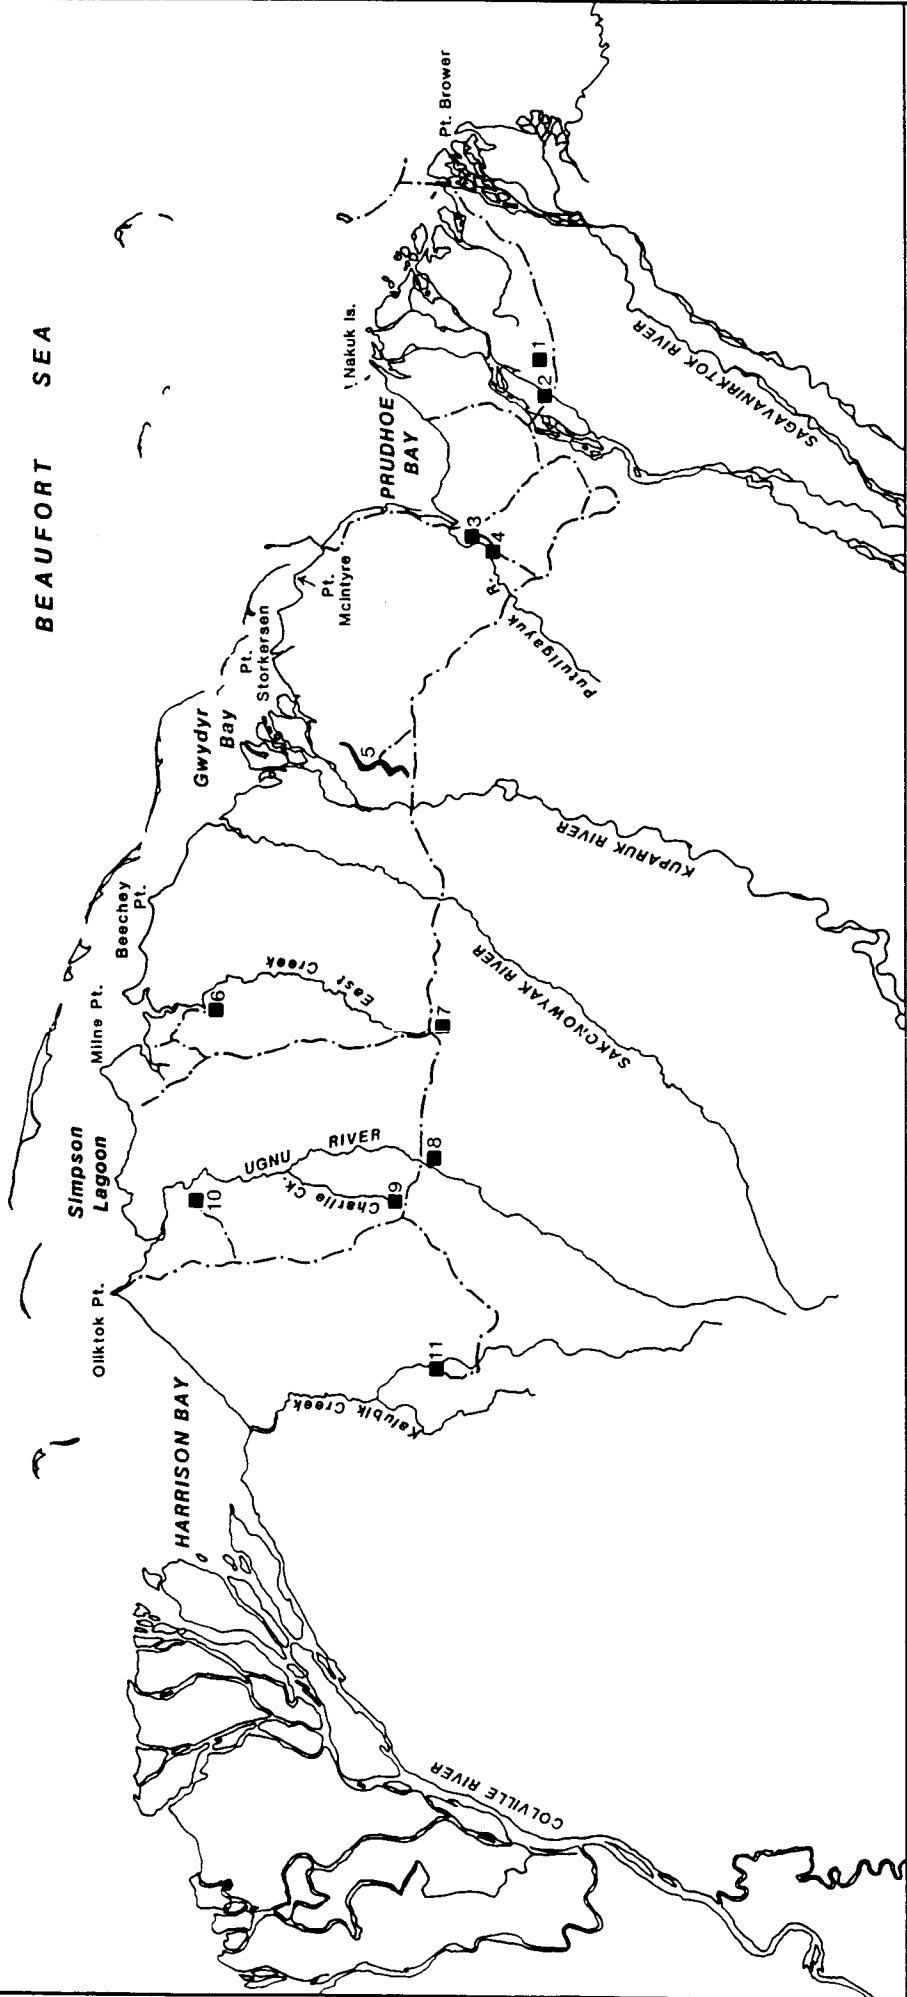 BEAUFORT SEA
Simpson
Lagoon
Oliktok Pt.
Milne Pt.
Beechey
Pt.
Gwydyr
Bay
Pt.
Storkersen
Pt.
McIntyre
PRUDHOE
BAY
Nakuk Is.
Pt. Brower
HARRISON BAY
Kalubik Creek
COLVILLE RIVER
UGNU RIVER
Charlie Ck.
East Creek
SAKONOWYAK RIVER
KUPARUK RIVER
Putuligayuk R.
SAGAVANIRKTOK RIVER
1
2
3
4
5
6
7
8
9
10
11